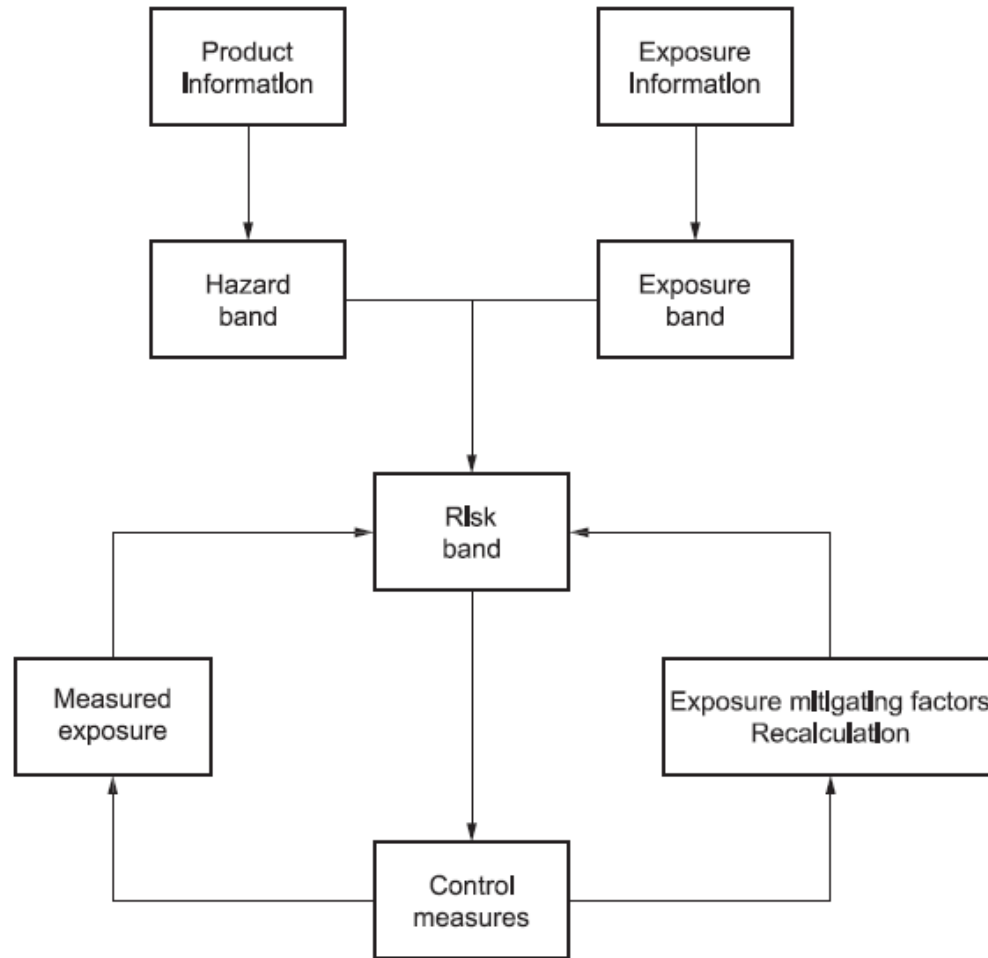 Product
Information
Exposure
Information
Hazard
band
Exposure
band
Risk
band
Measured
exposure
Exposure mitigating factors
Recalculation
Control
measures